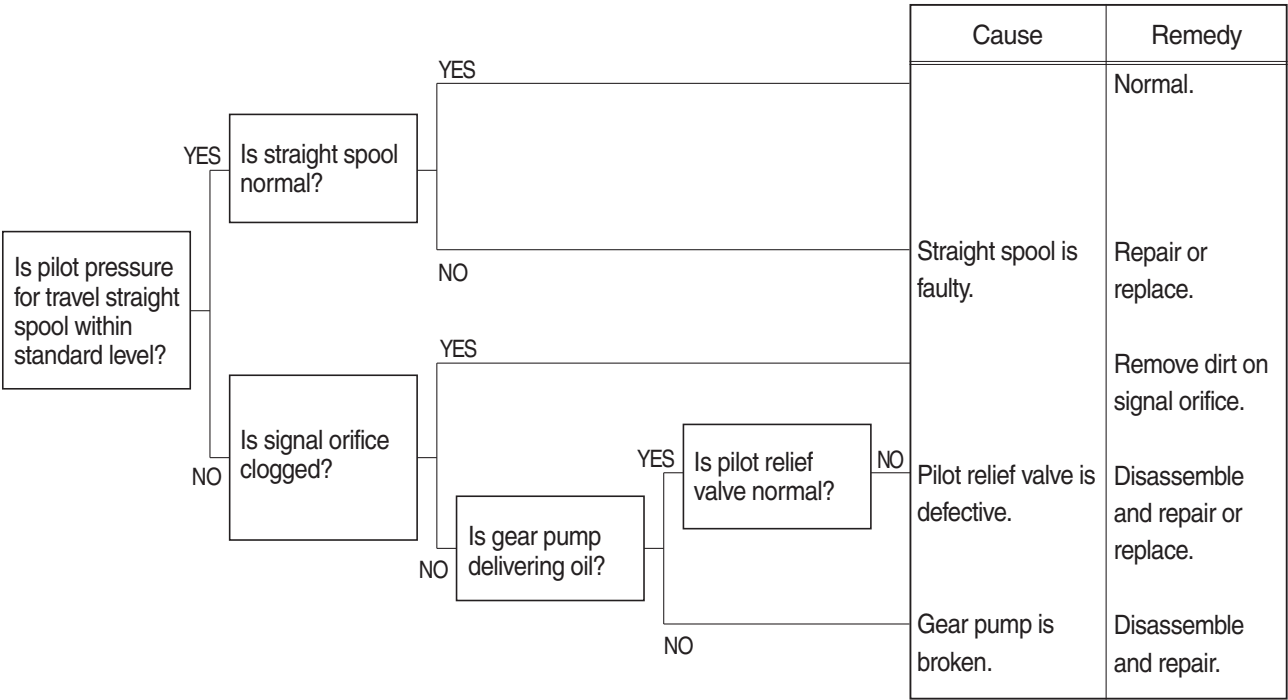 Cause
Remedy
YES
Normal.
YES
Is straight spool
normal?
NO
Straight spool is
faulty.
Repair or
replace.
Is pilot pressure
for travel straight
spool within
standard level?
YES
Remove dirt on
signal orifice.
NO
Is signal orifice
clogged?
YES
Is pilot relief
valve normal?
NO
Pilot relief valve is
defective.
Disassemble
and repair or
replace.
NO
Is gear pump
delivering oil?
NO
Gear pump is
broken.
Disassemble
and repair.